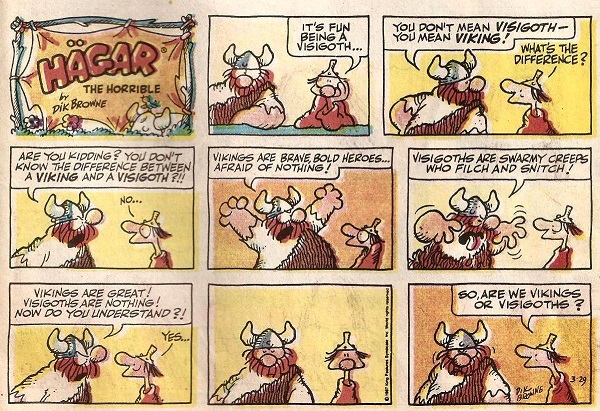 HÄGAR
THE HORRIBLE
by
DIK BROWNE
IT'S FUN
BEING A
VISIGOTH...
YOU DON'T MEAN VISIGOTH—
YOU MEAN VIKING!
WHAT'S THE
DIFFERENCE?
ARE YOU KIDDING? YOU DON'T
KNOW THE DIFFERENCE BETWEEN
A VIKING AND A VISIGOTH?!!
NO...
VIKINGS ARE BRAVE, BOLD HEROES...
AFRAID OF NOTHING!
VISIGOTHS ARE SWARMY CREEPS
WHO FILCH AND SNITCH!
VIKINGS ARE GREAT!
VISIGOTHS ARE NOTHING!
NOW DO YOU UNDERSTAND?!
YES...
SO, ARE WE VIKINGS
OR VISIGOTHS?
DIK
BROWNE
3-29